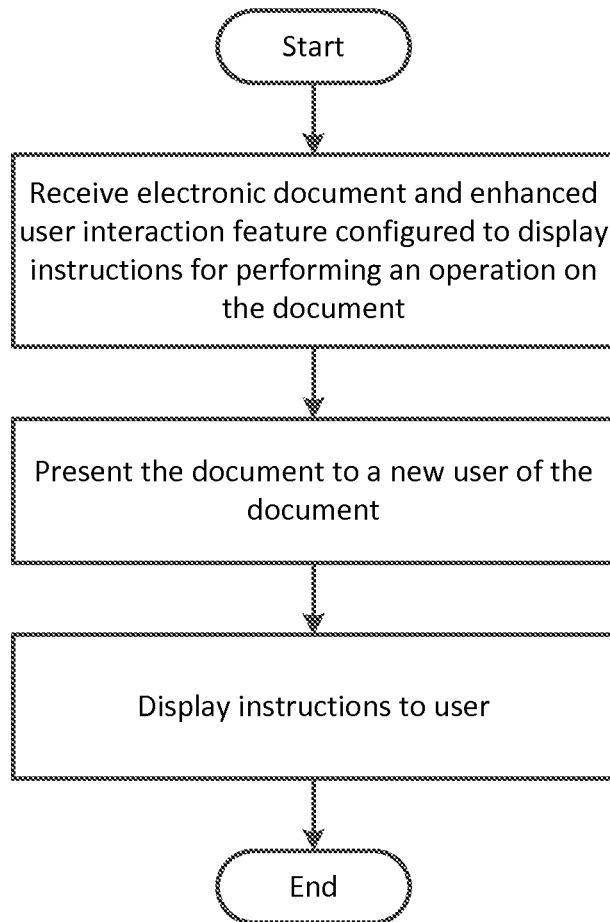 Start
Receive electronic document and enhanced
user interaction feature configured to display
instructions for performing an operation on
the document
Present the document to a new user of the
document
Display instructions to user
End